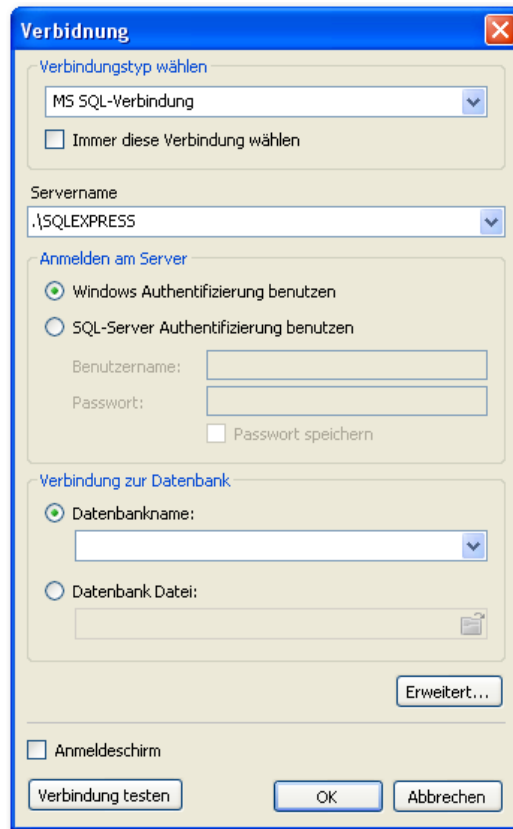 Verbidnung
Verbindungstyp wählen
MS SQL-Verbindung
Immer diese Verbindung wählen
Servername
.\SQLEXPRESS
Anmelden am Server
Windows Authentifizierung benutzen
SQL-Server Authentifizierung benutzen
Benutzername:
Passwort:
Passwort speichern
Verbindung zur Datenbank
Datenbankname:
Datenbank Datei:
Erweitert...
Anmeldeschirm
Verbindung testen OK Abbrechen